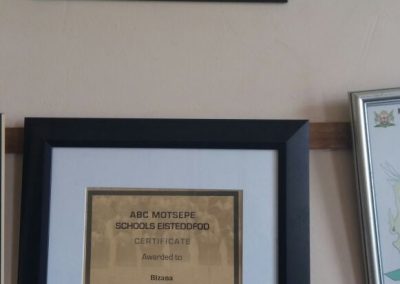 ABC MOTSEPE
SCHOOLS EISTEDDFOD
CERTIFICATE
Awarded to
Bizana